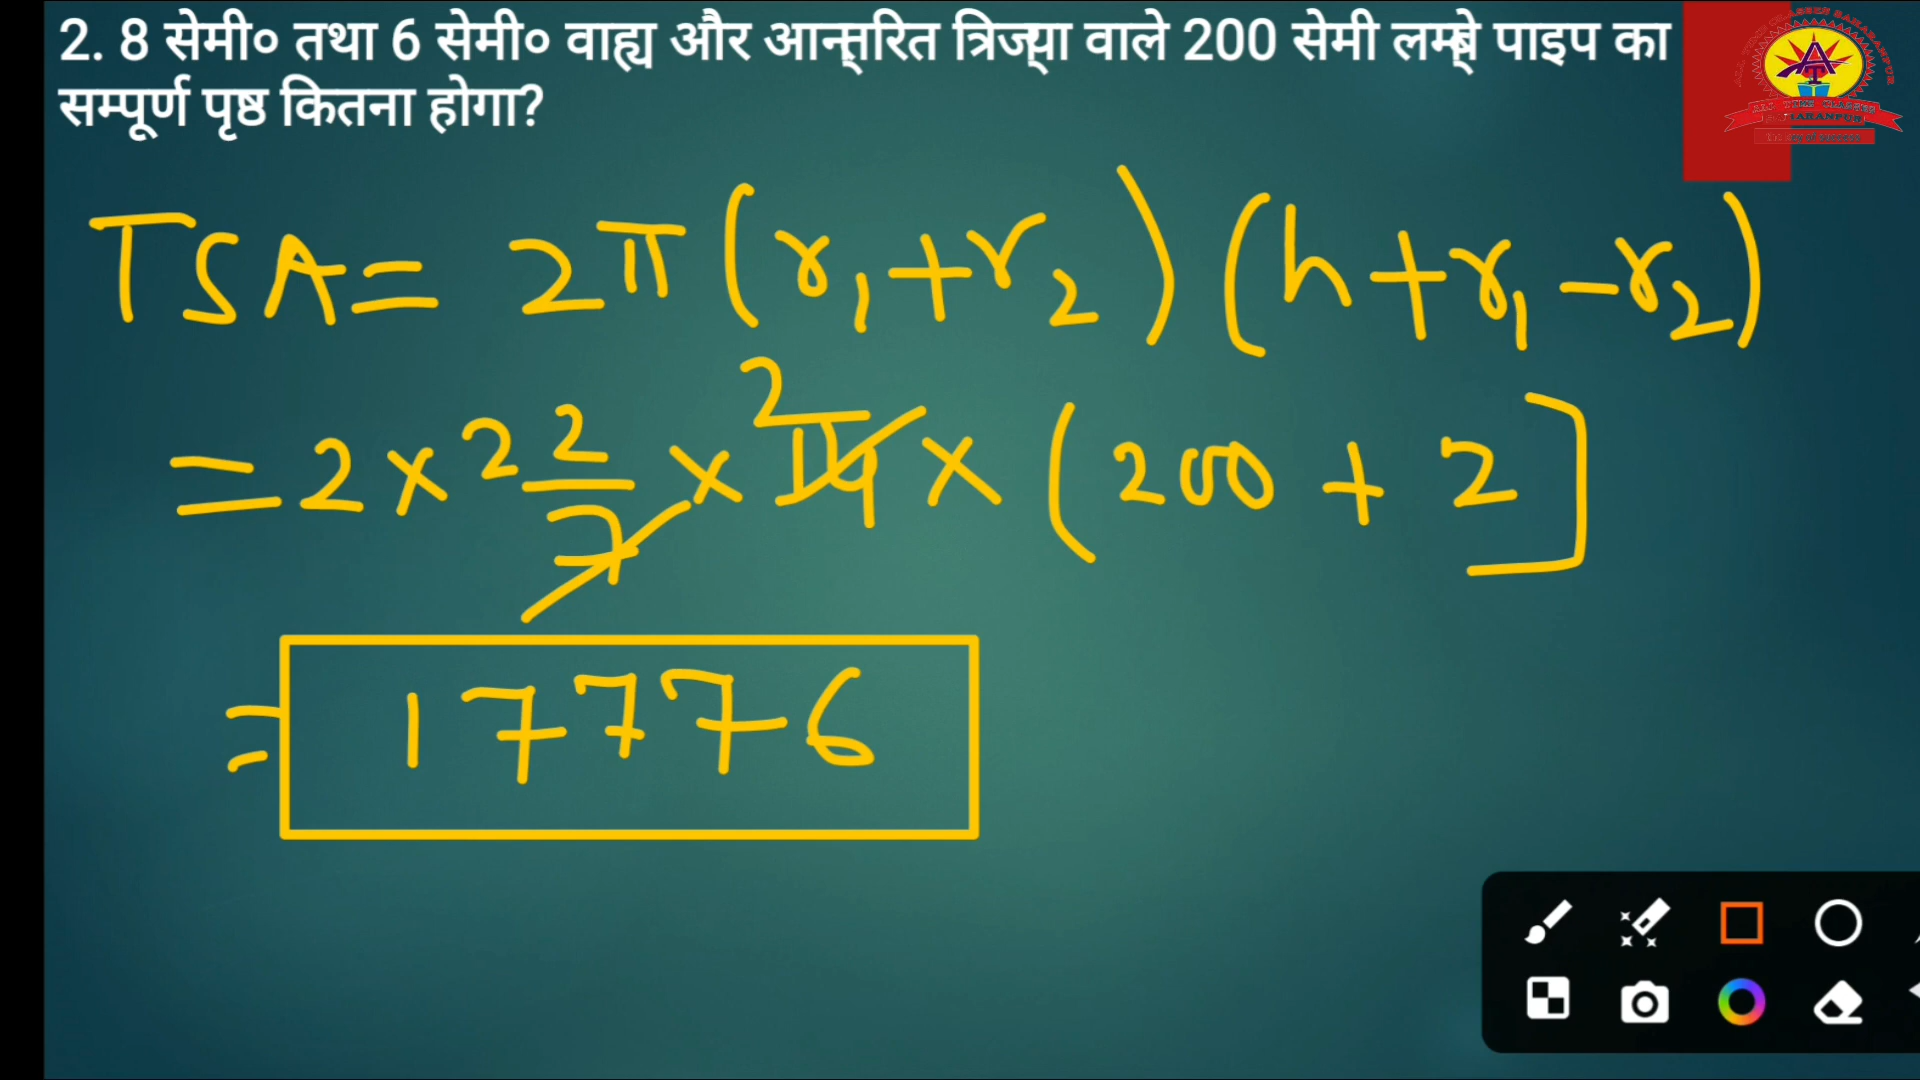 2. 8 सेमी० तथा 6 सेमी० वाह्य और आन्तरित त्रिज्या वाले 200 सेमी लम्बे पाइप का
सम्पूर्ण पृष्ठ कितना होगा?
TSA = 2π (r₁+r₂) (h+r₁-r₂)
= 2 × 22/7 × 14 2 × (200 + 2]
= 17776